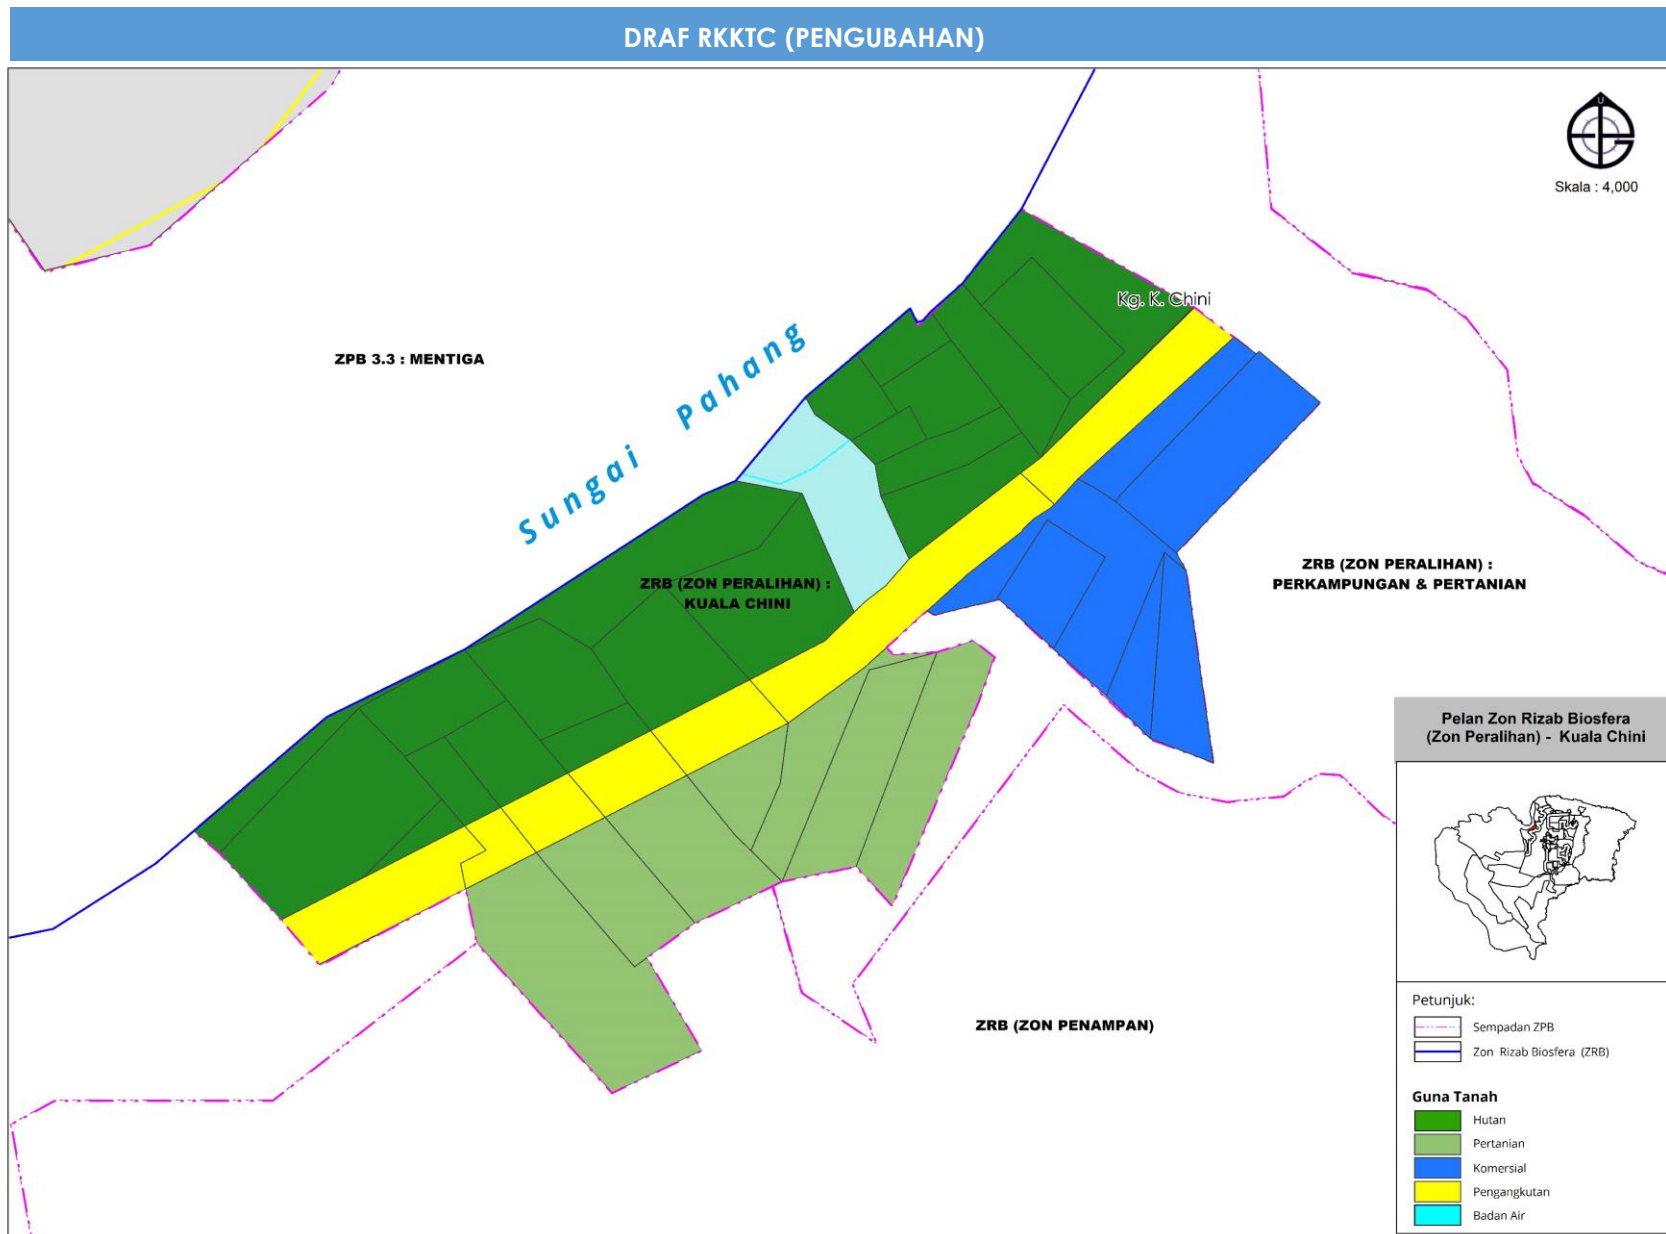 DRAF RKKTC (PENGUBAHAN)
U
Skala : 4,000
Kg. K. Chini
ZPB 3.3 : MENTIGA
Sungai Pahang
ZRB (ZON PERALIHAN) :
KUALA CHINI
ZRB (ZON PERALIHAN) :
PERKAMPUNGAN & PERTANIAN
ZRB (ZON PENAMPAN)
Pelan Zon Rizab Biosfera
(Zon Peralihan) - Kuala Chini
Petunjuk:
Sempadan ZPB
Zon Rizab Biosfera (ZRB)
Guna Tanah
Hutan
Pertanian
Komersial
Pengangkutan
Badan Air